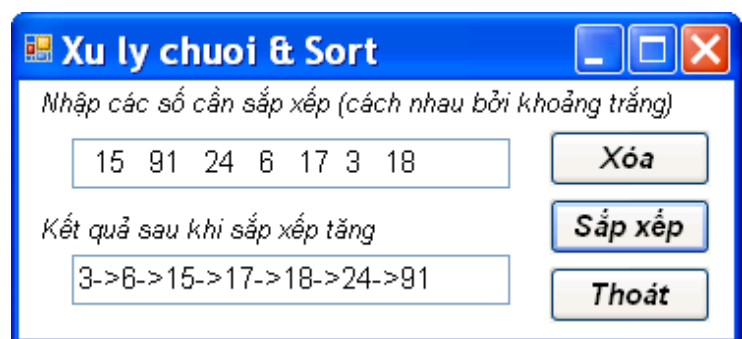 Xu ly chuoi & Sort
Nhập các số cần sắp xếp (cách nhau bởi khoảng trắng)
15 91 24 6 17 3 18
Xóa
Sắp xếp
Kết quả sau khi sắp xếp tăng
3->6->15->17->18->24->91
Thoát